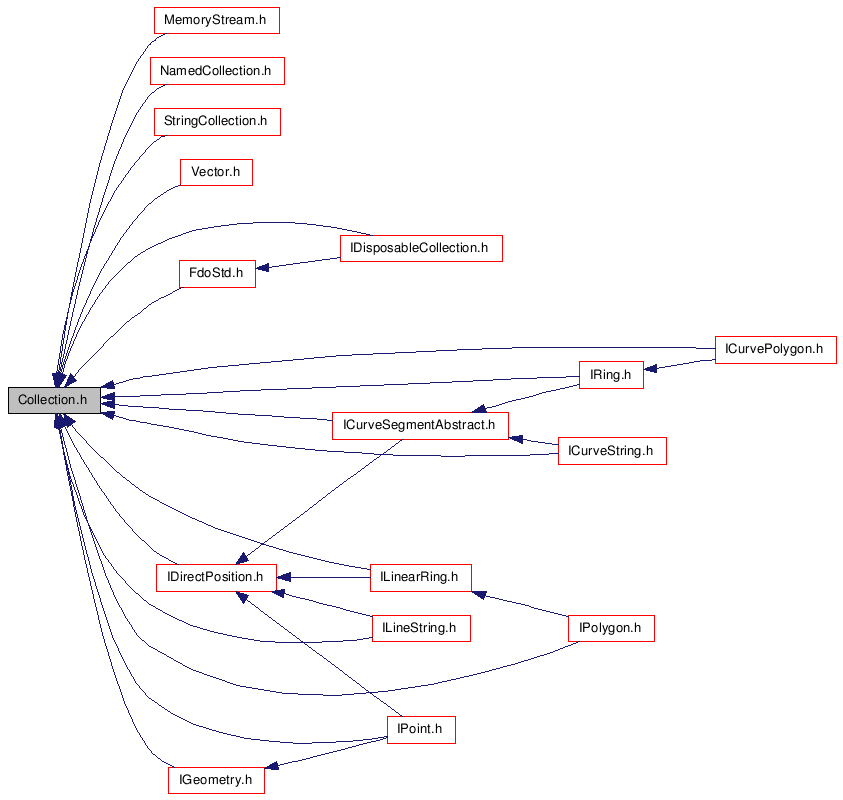 MemoryStream.h
NamedCollection.h
StringCollection.h
Vector.h
IDisposableCollection.h
FdoStd.h
ICurvePolygon.h
IRing.h
Collection.h
ICurveSegmentAbstract.h
ICurveString.h
IDirectPosition.h
ILinearRing.h
ILineString.h
IPolygon.h
IPoint.h
IGeometry.h